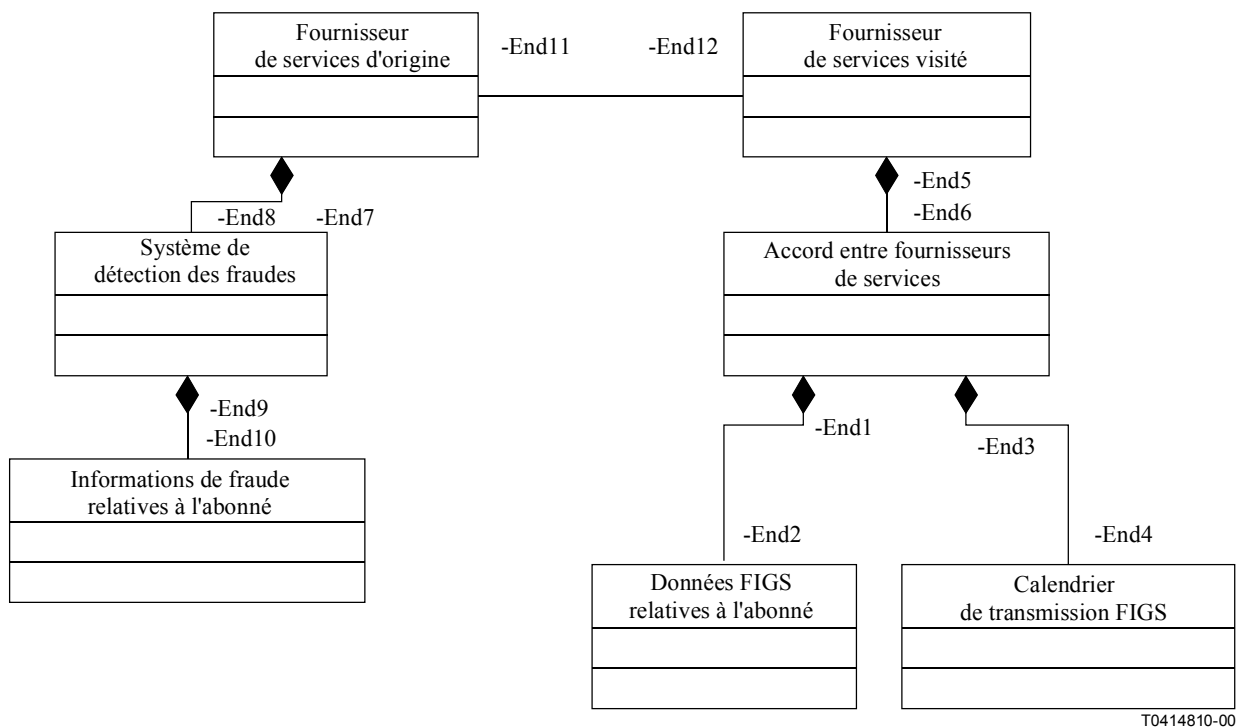 Fournisseur
de services d'origine
-End11
-End12
Fournisseur
de services visité
-End8
-End7
-End5
-End6
Système de
détection des fraudes
Accord entre fournisseurs
de services
-End9
-End10
-End1
-End3
Informations de fraude
relatives à l'abonné
-End2
-End4
Données FIGS
relatives à l'abonné
Calendrier
de transmission FIGS
T0414810-00